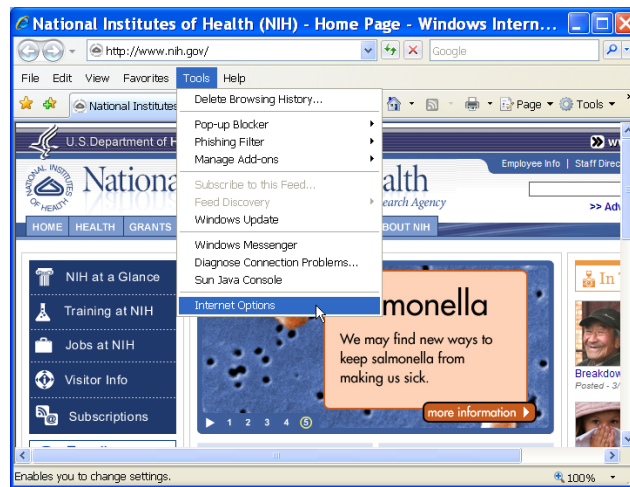 National Institutes of Health (NIH) - Home Page - Windows Intern...
http://www.nih.gov/
Google
File Edit View Favorites Tools Help
National Institutes
Page
Tools
Delete Browsing History...
Pop-up Blocker
Phishing Filter
Manage Add-ons
Subscribe to this Feed...
Feed Discovery
Windows Update
Windows Messenger
Diagnose Connection Problems...
Sun Java Console
Internet Options
U.S. Department of H
Employee Info | Staff Direc
Nationa
alth
earch Agency
>> Adv
HOME HEALTH GRANTS
BOUT NIH
NIH at a Glance
Training at NIH
Jobs at NIH
Visitor Info
Subscriptions
monella
We may find new ways to
keep salmonella from
making us sick.
more information
1 2 3 4 5
In
Breakdow
Posted - 3/
Enables you to change settings.
100%